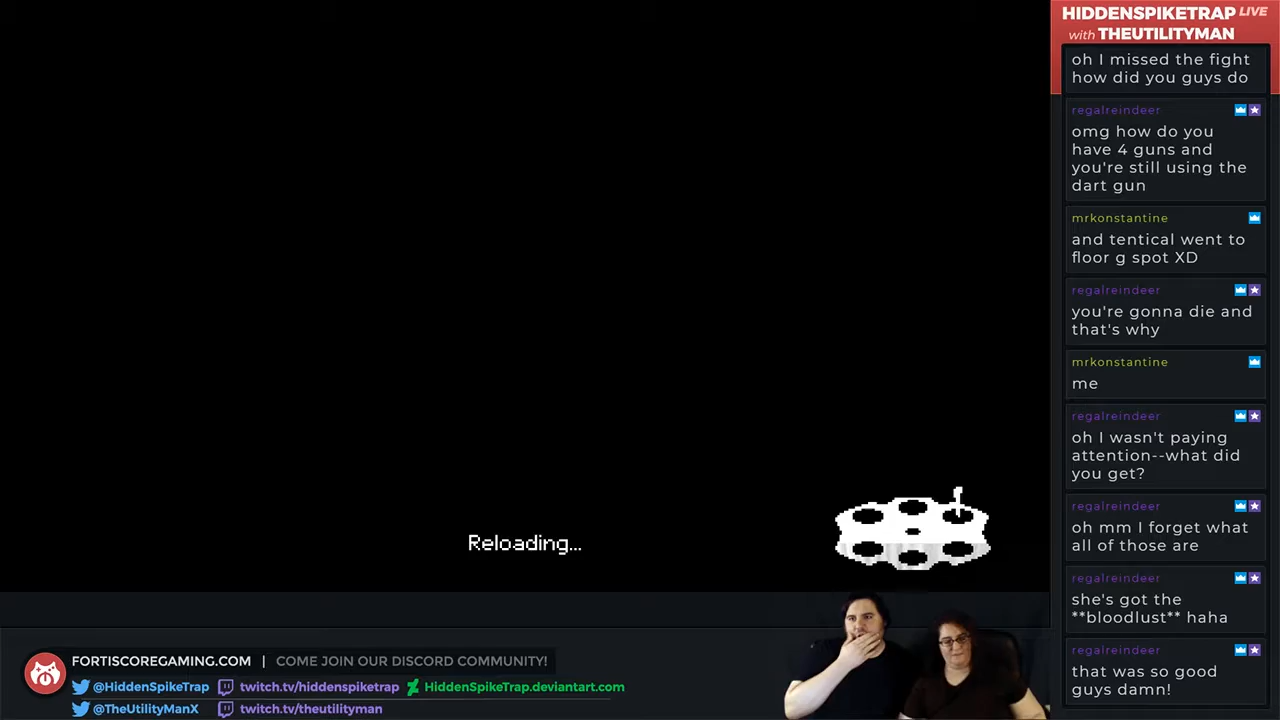 HIDDENSPIKETRAP LIVE
with THEUTILITYMAN
oh I missed the fight
how did you guys do
regalreindeer
omg how do you
have 4 guns and
you're still using the
dart gun
mrkonstantine
and tentical went to
floor g spot XD
regalreindeer
you're gonna die and
that's why
mrkonstantine
me
regalreindeer
oh I wasn't paying
attention--what did
you get?
regalreindeer
oh mm I forget what
all of those are
regalreindeer
she's got the
**bloodlust** haha
regalreindeer
that was so good
guys damn!
Reloading...
FORTISCOREGAMING.COM | COME JOIN OUR DISCORD COMMUNITY!
@HiddenSpikeTrap twitch.tv/hiddenspiketrap HiddenSpikeTrap.deviantart.com
@TheUtilityManX twitch.tv/theutilityman